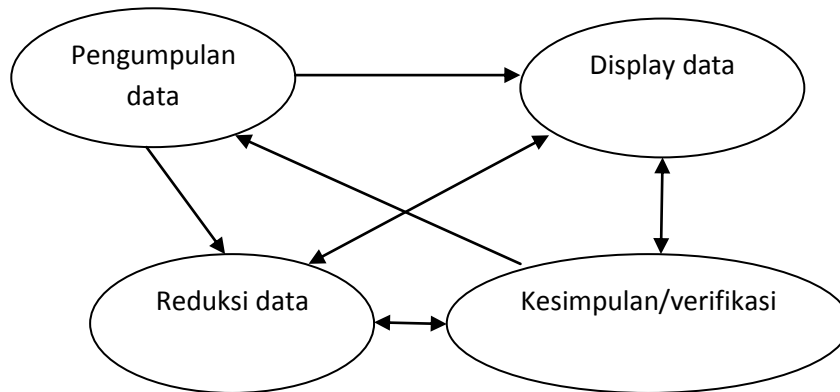 Pengumpulan
data
Display data
Reduksi data
Kesimpulan/verifikasi